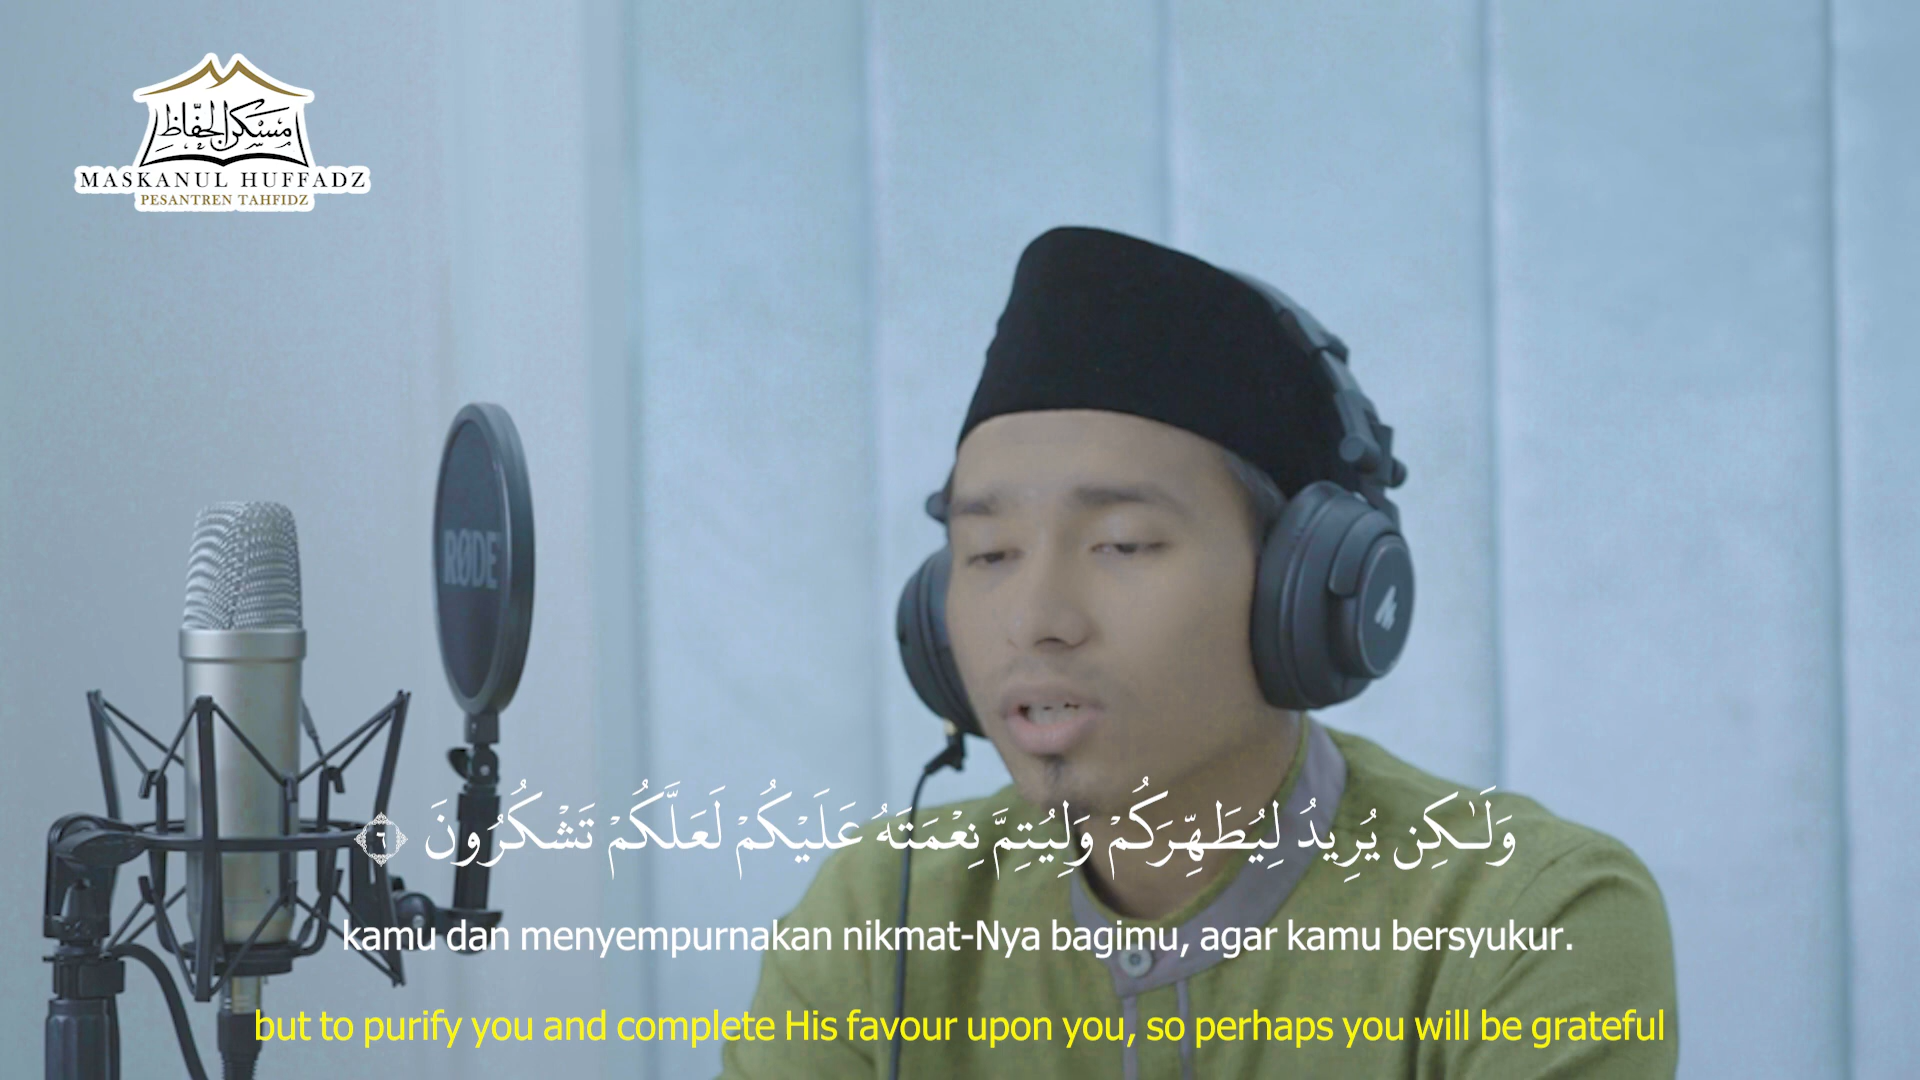 مسكن الحفاظ
MASKANUL HUFFADZ
PESANTREN TAHFIDZ
RØDE
وَلَـٰكِن يُرِيدُ لِيُطَهِّرَكُمْ وَلِيُتِمَّ نِعْمَتَهُ عَلَيْكُمْ لَعَلَّكُمْ تَشْكُرُونَ ٦
kamu dan menyempurnakan nikmat-Nya bagimu, agar kamu bersyukur.
but to purify you and complete His favour upon you, so perhaps you will be grateful